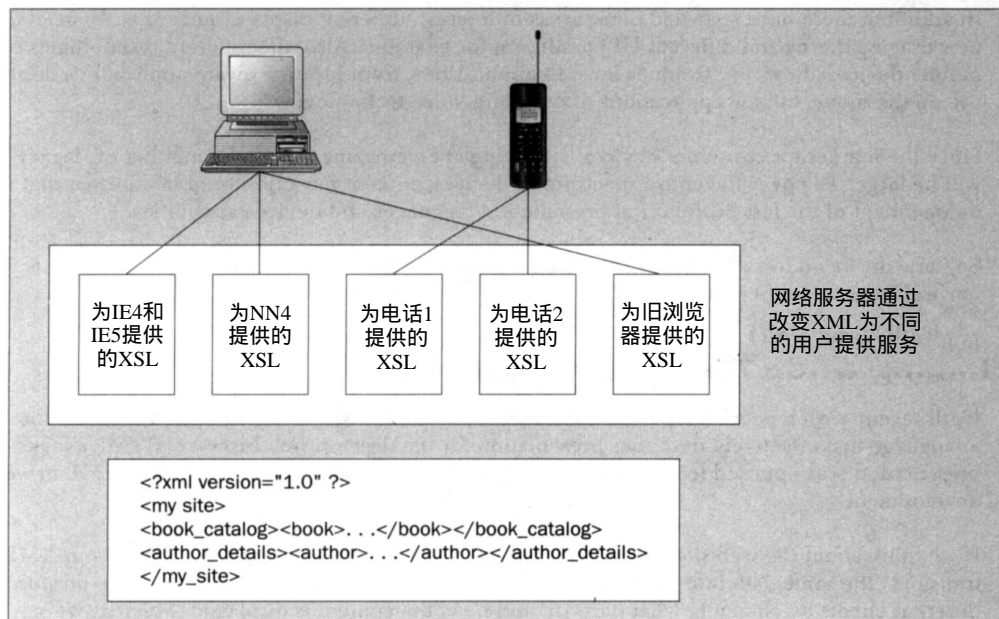 为IE4和
IE5提供
的XSL
为NN4
提供的
XSL
为电话1
提供的
XSL
为电话2
提供的
XSL
为旧浏览
器提供的
XSL
网络服务器通过
改变XML为不同
的用户提供服务
<?xml version="1.0" ?>
<my site>
<book_catalog><book>...</book></book_catalog>
<author_details><author>...</author></author_details>
</my_site>